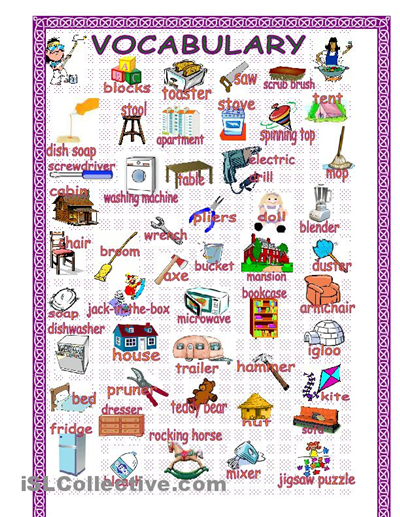 VOCABULARY
blocks
toaster
saw
scrub brush
stool
stove
tent
dish soap
apartment
spinning top
screwdriver
washing machine
table
electric
drill
mop
cabin
pliers
doll
blender
chair
broom
wrench
bucket
mansion
duster
axe
soap
jack-in-the-box
microwave
bookcase
armchair
dishwasher
house
trailer
hammer
igloo
bed
pruner
teddy bear
hut
kite
fridge
dresser
rocking horse
sofa
bleach
mixer
jigsaw puzzle
iSLCollective.com